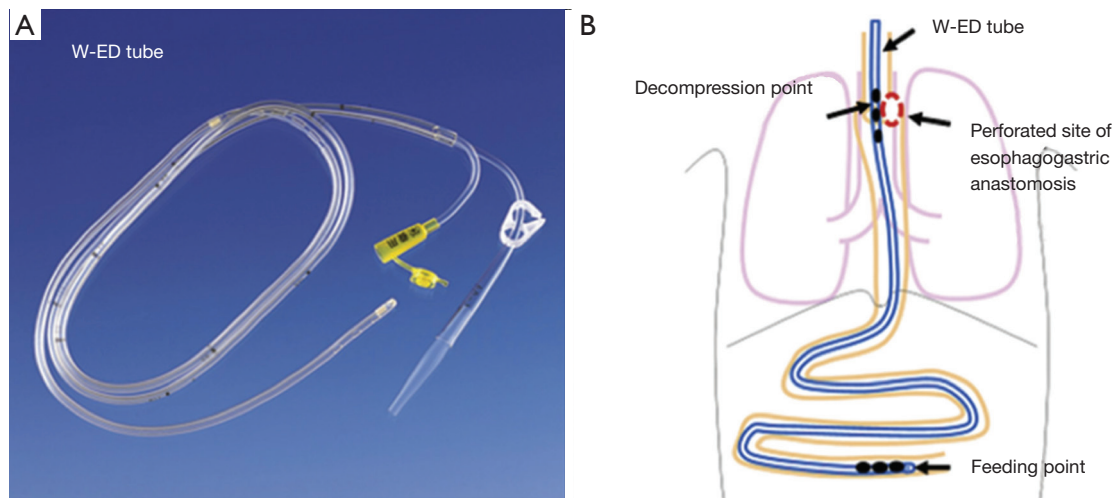 A
W-ED tube
B
W-ED tube
Decompression point
Perforated site of
esophagogastric
anastomosis
Feeding point